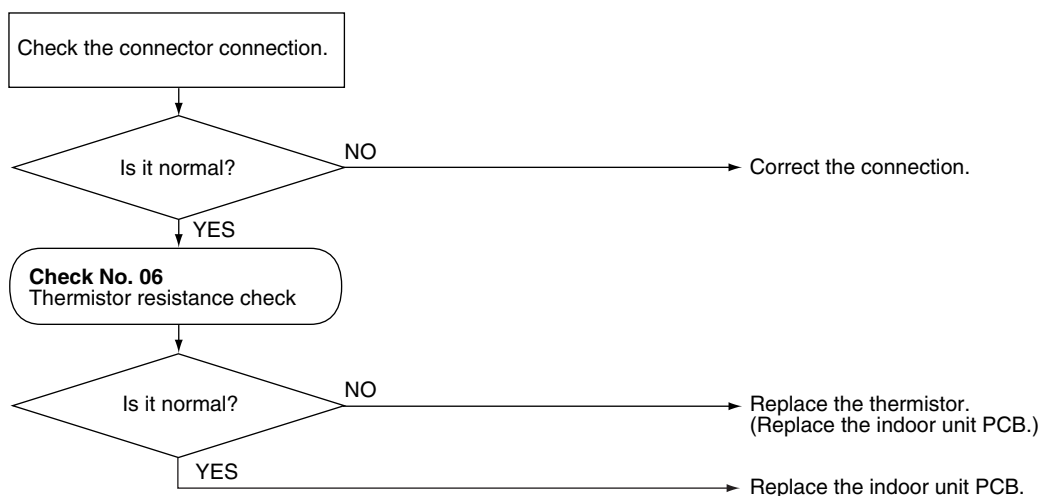 Check the connector connection.
Is it normal?
NO
Correct the connection.
YES
Check No. 06
Thermistor resistance check
Is it normal?
NO
Replace the thermistor.
(Replace the indoor unit PCB.)
YES
Replace the indoor unit PCB.